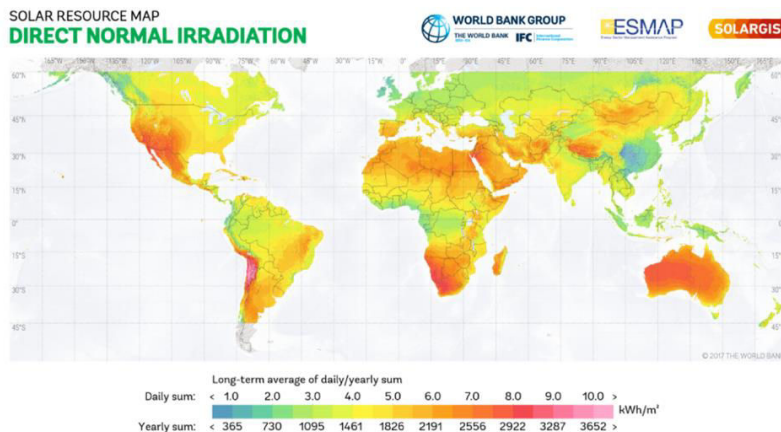 SOLAR RESOURCE MAP
DIRECT NORMAL IRRADIATION
WORLD BANK GROUP
THE WORLD BANK
IFC
ESMAP
SOLARGIS
60°N
45°N
30°N
15°N
0°
15°S
30°S
45°S
© 2017 THE WORLD BAN
Long-term average of daily/yearly sum
Daily sum: < 1.0 2.0 3.0 4.0 5.0 6.0 7.0 8.0 9.0 10.0 >
kWh/m²
Yearly sum: < 365 730 1095 1461 1826 2191 2556 2922 3287 3652 >